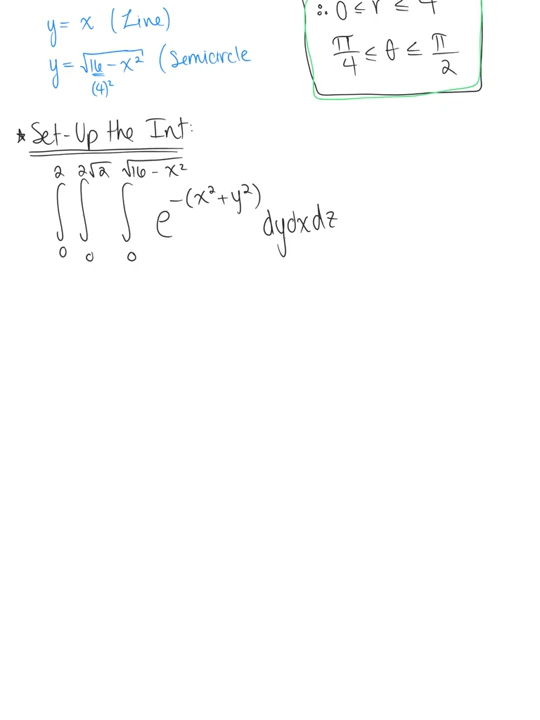 y = x (Line)
y = √16 - x² (Semicircle
(4)²
∴ 0 ≤ r ≤ 4
π/4 ≤ θ ≤ π/2
* Set-Up the Int:
∫₀² ∫₀^2√2 ∫₀^√16 - x² e^-(x² + y²) dydxdz